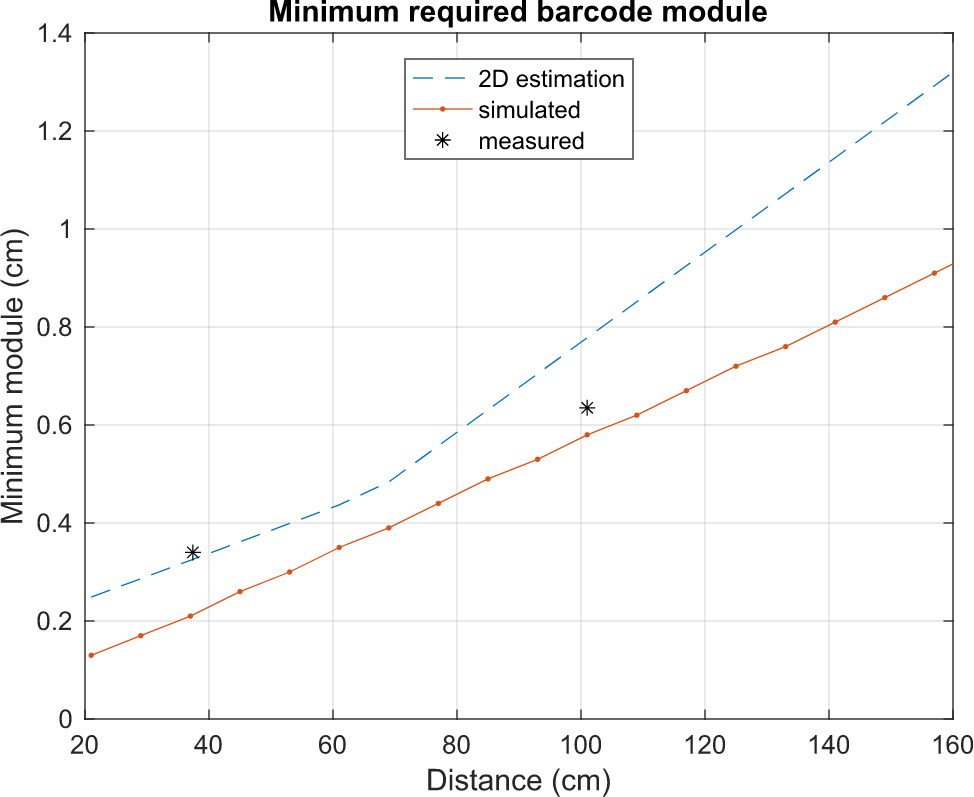 Minimum required barcode module
1.4
1.2
1
0.8
0.6
0.4
0.2
0
Minimum module (cm)
2D estimation
simulated
measured
20 40 60 80 100 120 140 160
Distance (cm)